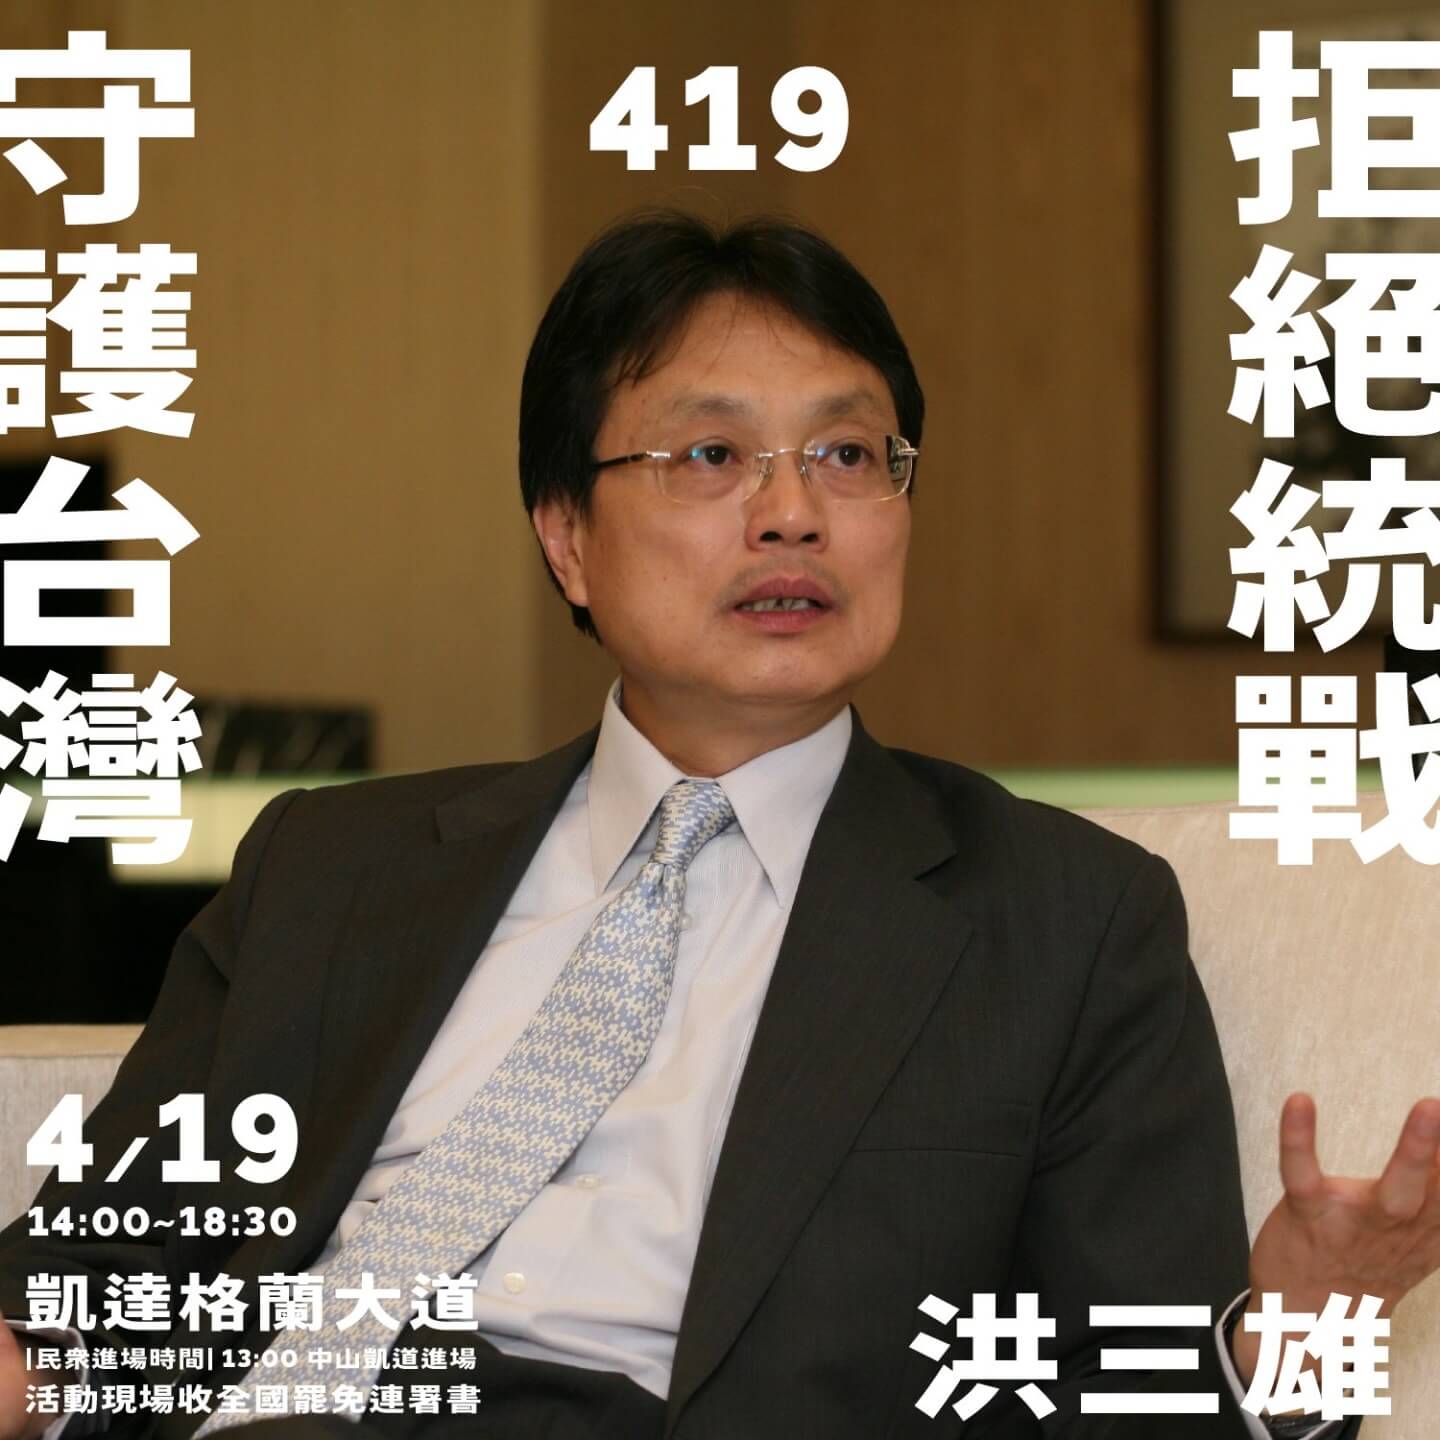 419
拒絕統戰
守護台灣
4/19
14:00~18:30
凱達格蘭大道
|民衆進場時間| 13:00 中山凱道進場
活動現場收全國罷免連署書
洪三雄